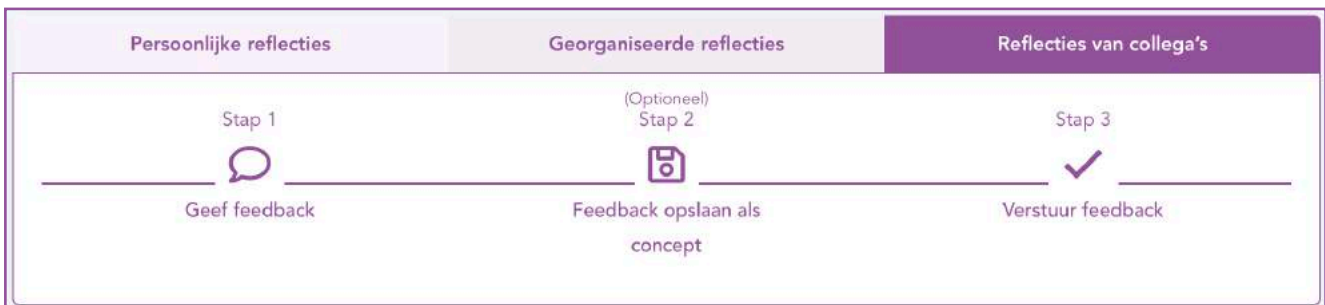 Persoonlijke reflecties
Georganiseerde reflecties
Reflecties van collega's
Stap 1
(Optioneel)
Stap 2
Stap 3
Geef feedback
Feedback opslaan als
concept
Verstuur feedback